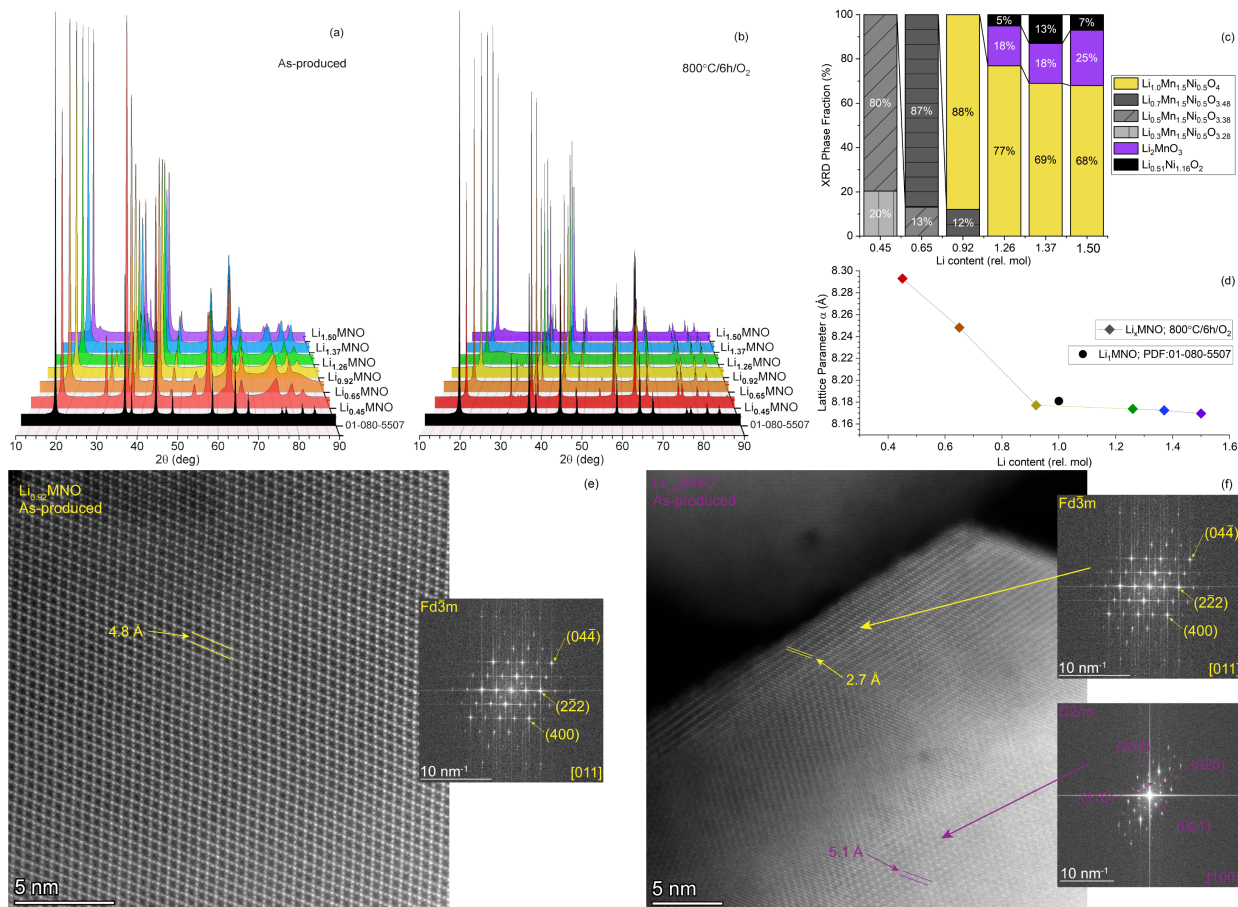 (a)
As-produced
Li₁.₅₀MNO
Li₁.₃₇MNO
Li₁.₂₆MNO
Li₀.₉₂MNO
Li₀.₆₅MNO
Li₀.₄₅MNO
01-080-5507
10 20 30 40 50 60 70 80 90
2θ (deg)
(b)
800°C/6h/O₂
Li₁.₅₀MNO
Li₁.₃₇MNO
Li₁.₂₆MNO
Li₀.₉₂MNO
Li₀.₆₅MNO
Li₀.₄₅MNO
01-080-5507
10 20 30 40 50 60 70 80 90
2θ (deg)
(c)
XRD Phase Fraction (%)
100
80
60
40
20
0
80%
20%
87%
13%
88%
12%
5%
18%
77%
13%
18%
69%
7%
25%
68%
0.45 0.65 0.92 1.26 1.37 1.50
Li content (rel. mol)
Li₁.₀Mn₁.₅Ni₀.₅O₄
Li₀.₇Mn₁.₅Ni₀.₅O₃.₄₈
Li₀.₅Mn₁.₅Ni₀.₅O₃.₃₈
Li₀.₃Mn₁.₅Ni₀.₅O₃.₂₈
Li₂MnO₃
Li₀.₅₁Ni₁.₁₆O₂
(d)
Lattice Parameter α (Å)
8.30
8.28
8.26
8.24
8.22
8.20
8.18
8.16
LiₓMNO; 800°C/6h/O₂
Li₁MNO; PDF:01-080-5507
0.4 0.6 0.8 1.0 1.2 1.4 1.6
Li content (rel. mol)
Li₀.₉₂MNO
As-produced
(e)
4.8 Å
5 nm
Fd3̄m
(044̄)
(22̄2)
(400)
10 nm⁻¹
[011]
As-produced
(f)
2.7 Å
5.1 Å
5 nm
Fd3̄m
(044̄)
(22̄2)
(400)
10 nm⁻¹
[011]
C2/m
(020)
(110)
(001)
10 nm⁻¹
[100]